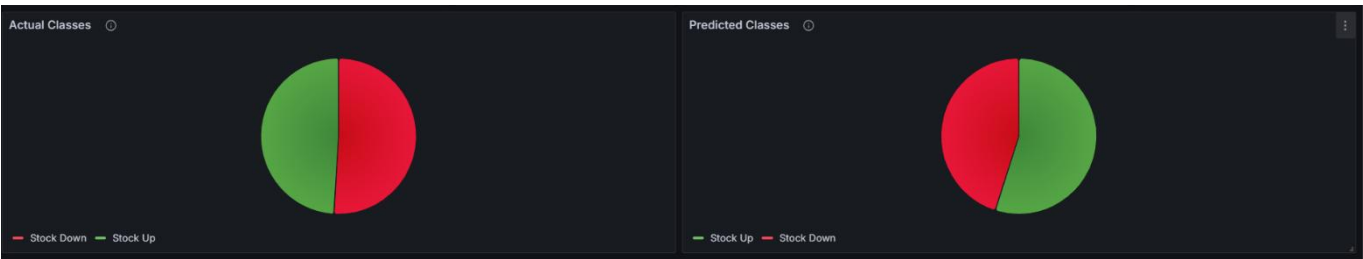 Actual Classes
Predicted Classes
Stock Down Stock Up
Stock Up Stock Down